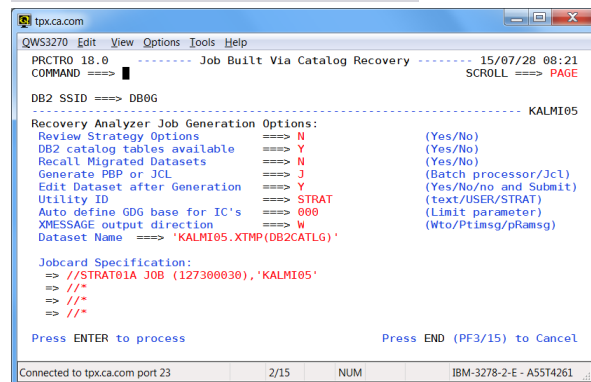 tpx.ca.com
QWS3270 Edit View Options Tools Help
PRCTRO 18.0 -------- Job Built Via Catalog Recovery -------- 15/07/28 08:21
COMMAND ===> SCROLL ===> PAGE
DB2 SSID ===> DB0G
---------------------------------------------------------------------- KALMI05
Recovery Analyzer Job Generation Options:
Review Strategy Options ===> N (Yes/No)
DB2 catalog tables available ===> Y (Yes/No)
Recall Migrated Datasets ===> N (Yes/No)
Generate PBP or JCL ===> J (Batch processor/Jcl)
Edit Dataset after Generation ===> Y (Yes/No/no and Submit)
Utility ID ===> STRAT (text/USER/STRAT)
Auto define GDG base for IC's ===> 000 (Limit parameter)
XMESSAGE output direction ===> W (Wto/Ptimsg/pRamsg)
Dataset Name ===> 'KALMI05.XTMP(DB2CATLG)'
Jobcard Specification:
=> //STRAT01A JOB (127300030),'KALMI05'
=> //*
=> //*
=> //*
Press ENTER to process Press END (PF3/15) to Cancel
Connected to tpx.ca.com port 23 2/15 NUM IBM-3278-2-E - A55T4261